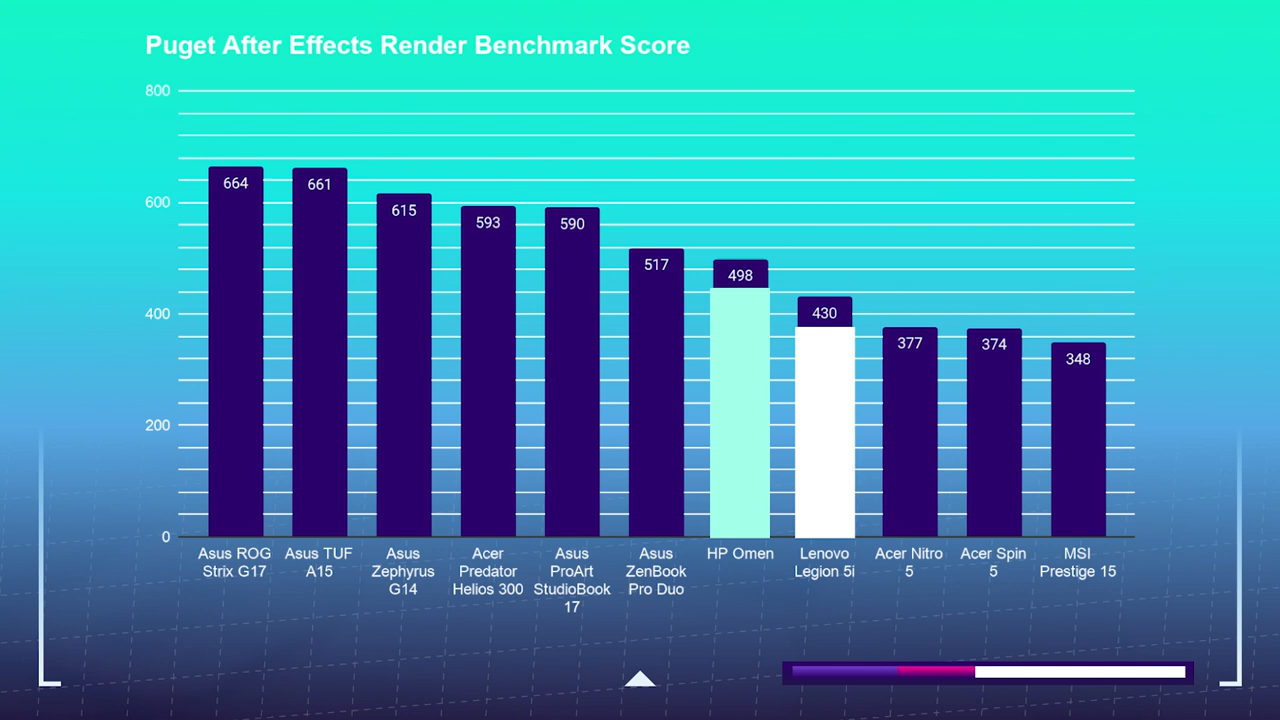 Puget After Effects Render Benchmark Score
800
600
400
200
0
664
661
615
593
590
517
498
430
377
374
348
Asus ROG
Strix G17
Asus TUF
A15
Asus
Zephyrus
G14
Acer
Predator
Helios 300
Asus
ProArt
StudioBook
17
Asus
ZenBook
Pro Duo
HP Omen
Lenovo
Legion 5i
Acer Nitro
5
Acer Spin
5
MSI
Prestige 15